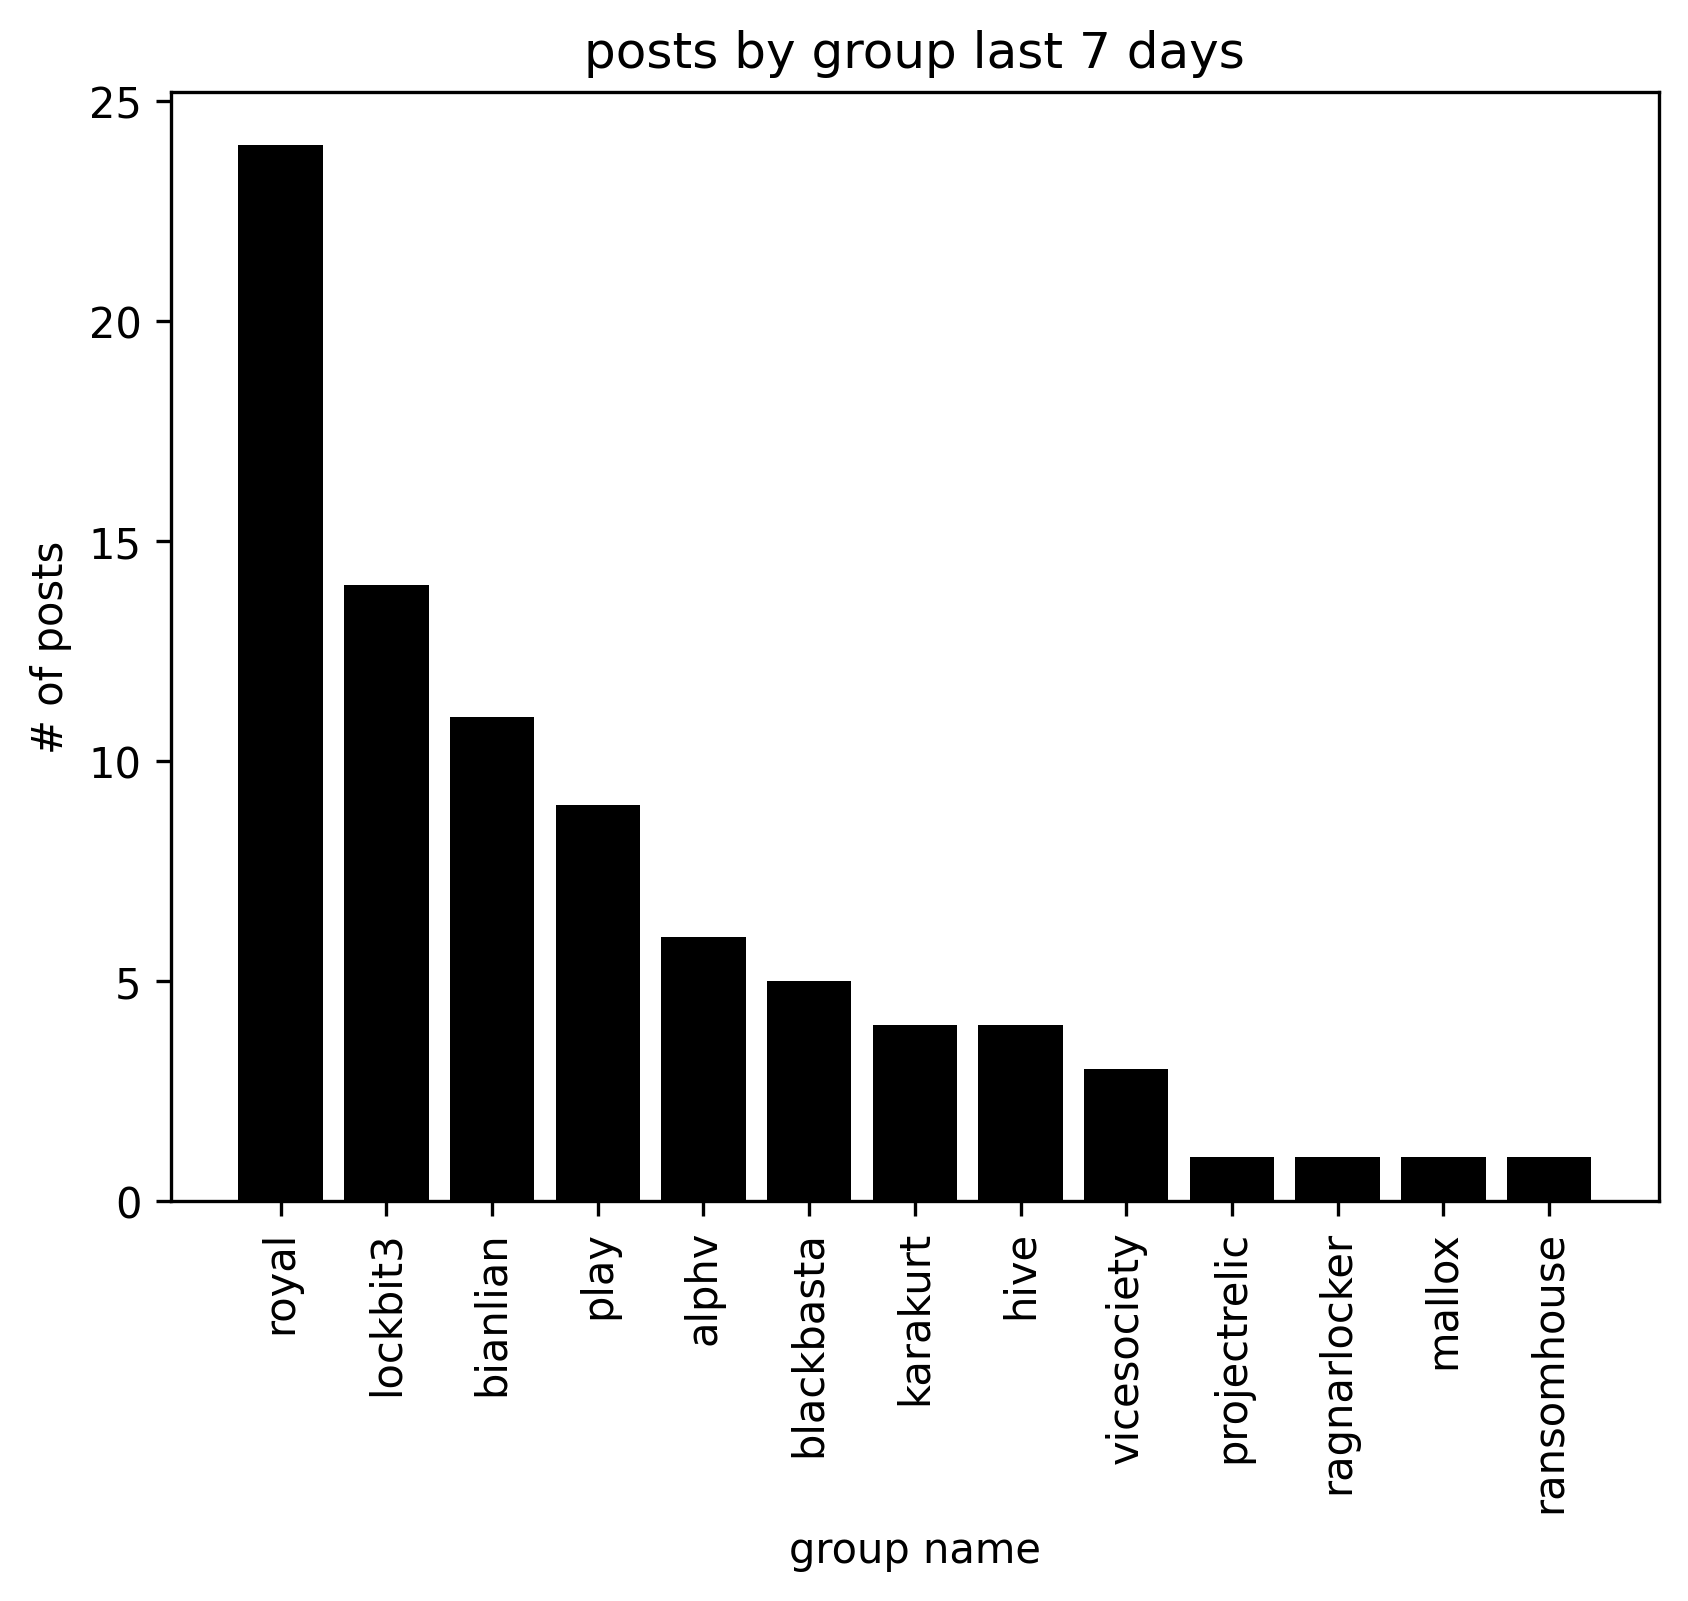 posts by group last 7 days
25
20
15
10
5
0
# of posts
royal
lockbit3
bianlian
play
alphv
blackbasta
karakurt
hive
vicesociety
projectrelic
ragnarlocker
mallox
ransomhouse
group name